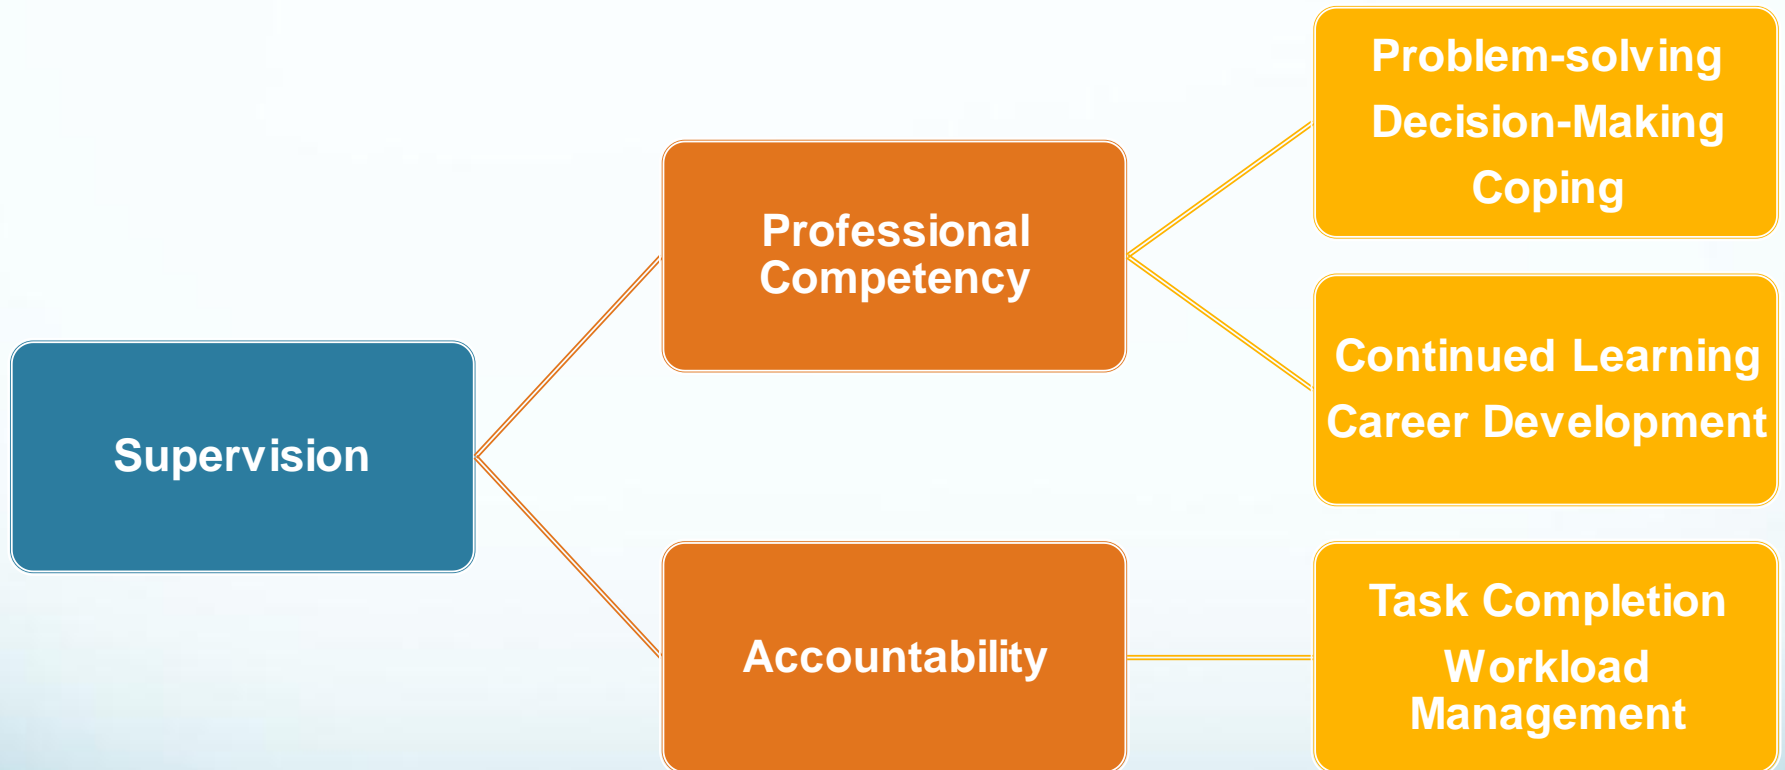 Supervision
Professional
Competency
Accountability
Problem-solving
Decision-Making
Coping
Continued Learning
Career Development
Task Completion
Workload
Management